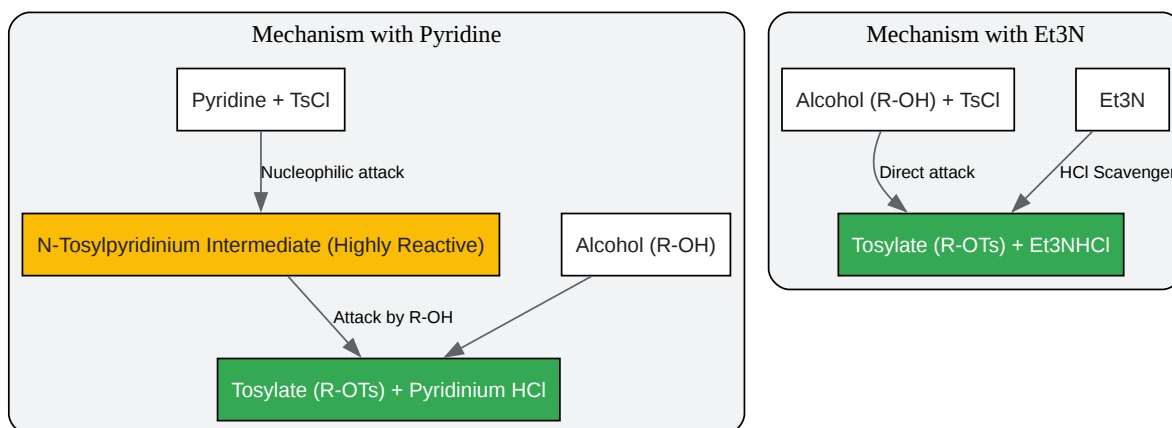 Mechanism with Pyridine
Pyridine + TsCl
Nucleophilic attack
N-Tosylpyridinium Intermediate (Highly Reactive)
Alcohol (R-OH)
Attack by R-OH
Tosylate (R-OTs) + Pyridinium HCl
Mechanism with Et3N
Alcohol (R-OH) + TsCl
Et3N
Direct attack
HCl Scavenger
Tosylate (R-OTs) + Et3NHCl